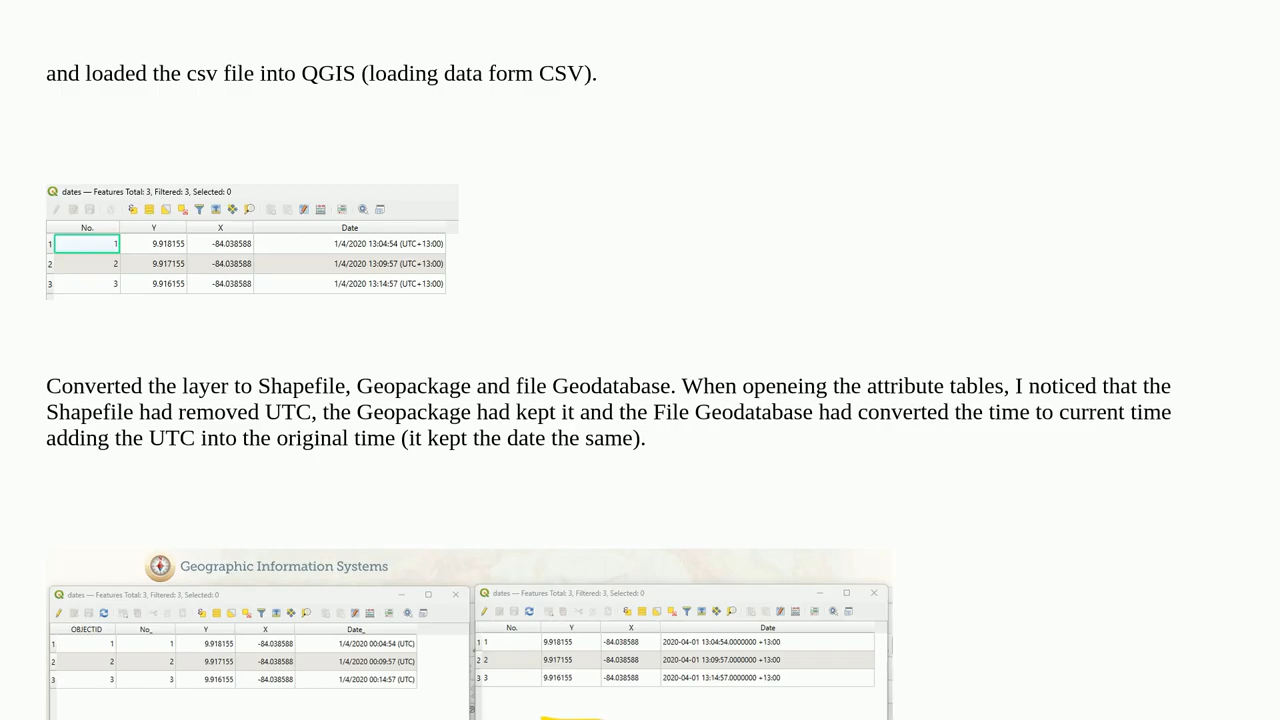 and loaded the csv file into QGIS (loading data form CSV).
dates — Features Total: 3, Filtered: 3, Selected: 0
No. Y X Date
1 1 9.918155 -84.038588 1/4/2020 13:04:54 (UTC+13:00)
2 2 9.917155 -84.038588 1/4/2020 13:09:57 (UTC+13:00)
3 3 9.916155 -84.038588 1/4/2020 13:14:57 (UTC+13:00)
Converted the layer to Shapefile, Geopackage and file Geodatabase. When openeing the attribute tables, I noticed that the
Shapefile had removed UTC, the Geopackage had kept it and the File Geodatabase had converted the time to current time
adding the UTC into the original time (it kept the date the same).
Geographic Information Systems
dates — Features Total: 3, Filtered: 3, Selected: 0
OBJECTID No_ Y X Date_
1 1 1 9.918155 -84.038588 1/4/2020 00:04:54 (UTC)
2 2 2 9.917155 -84.038588 1/4/2020 00:09:57 (UTC)
3 3 3 9.916155 -84.038588 1/4/2020 00:14:57 (UTC)
dates — Features Total: 3, Filtered: 3, Selected: 0
No. Y X Date
1 1 9.918155 -84.038588 2020-04-01 13:04:54.0000000 +13:00
2 2 9.917155 -84.038588 2020-04-01 13:09:57.0000000 +13:00
3 3 9.916155 -84.038588 2020-04-01 13:14:57.0000000 +13:00